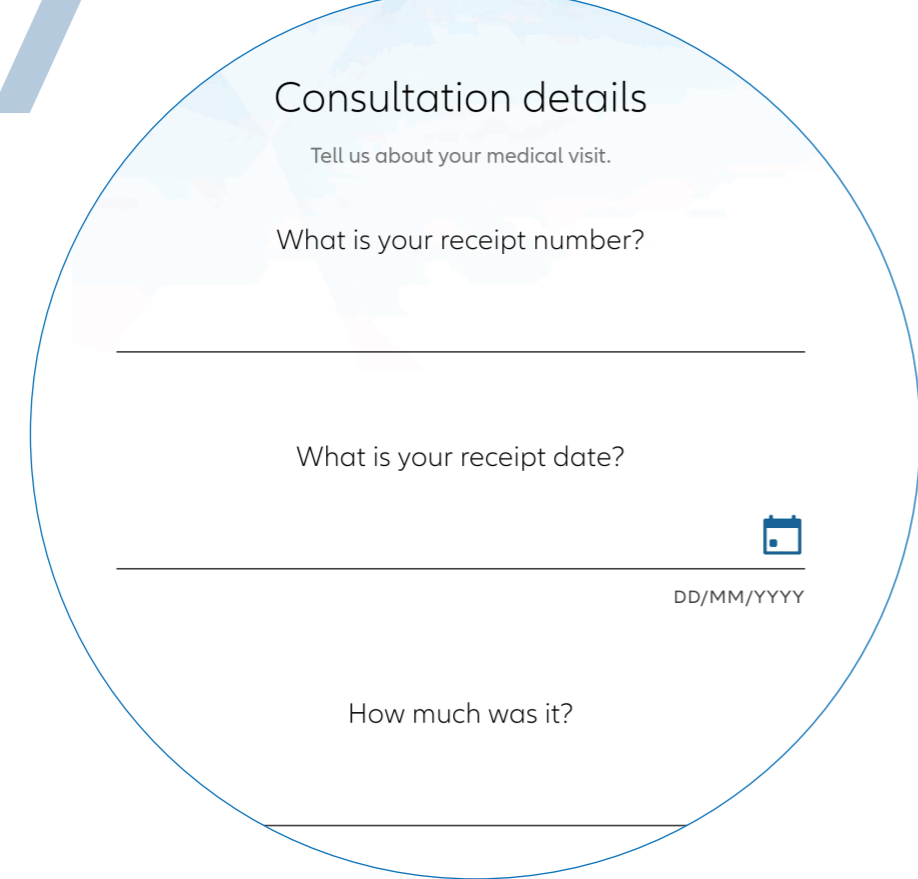 Consultation details
Tell us about your medical visit.
What is your receipt number?
What is your receipt date?
DD/MM/YYYY
How much was it?